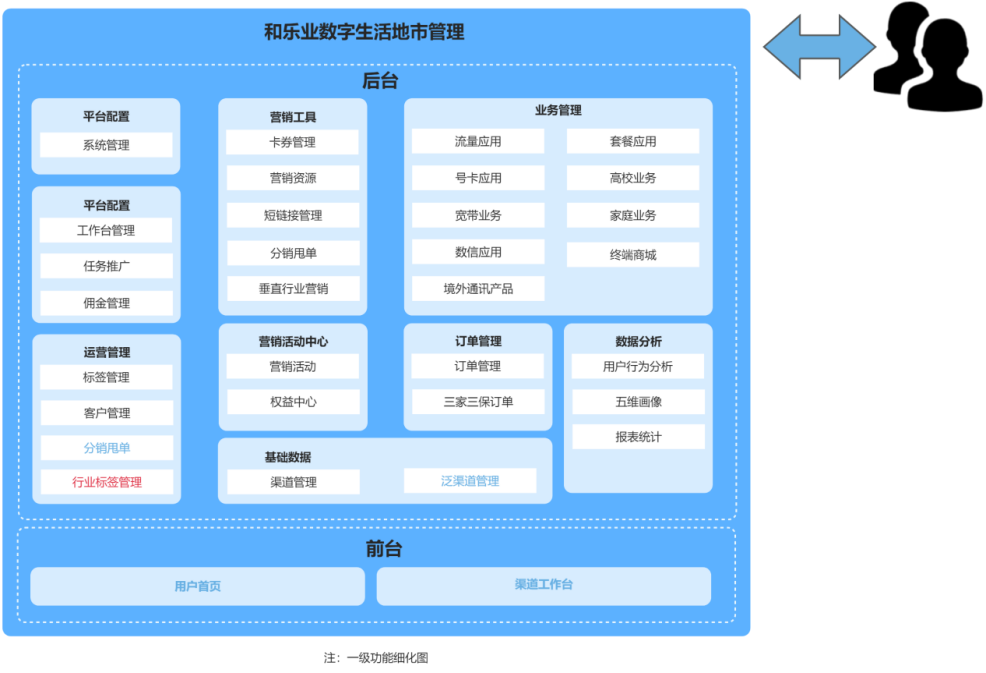 和乐业数字生活地市管理
后台
平台配置
系统管理
平台配置
工作台管理
任务推广
佣金管理
运营管理
标签管理
客户管理
分销甩单
行业标签管理
营销工具
卡券管理
营销资源
短链接管理
分销甩单
垂直行业营销
营销活动中心
营销活动
权益中心
业务管理
流量应用
套餐应用
号卡应用
高校业务
宽带业务
家庭业务
数信应用
终端商城
境外通讯产品
订单管理
订单管理
三家三保订单
数据分析
用户行为分析
五维画像
报表统计
基础数据
渠道管理
泛渠道管理
前台
用户首页
渠道工作台
注：一级功能细化图